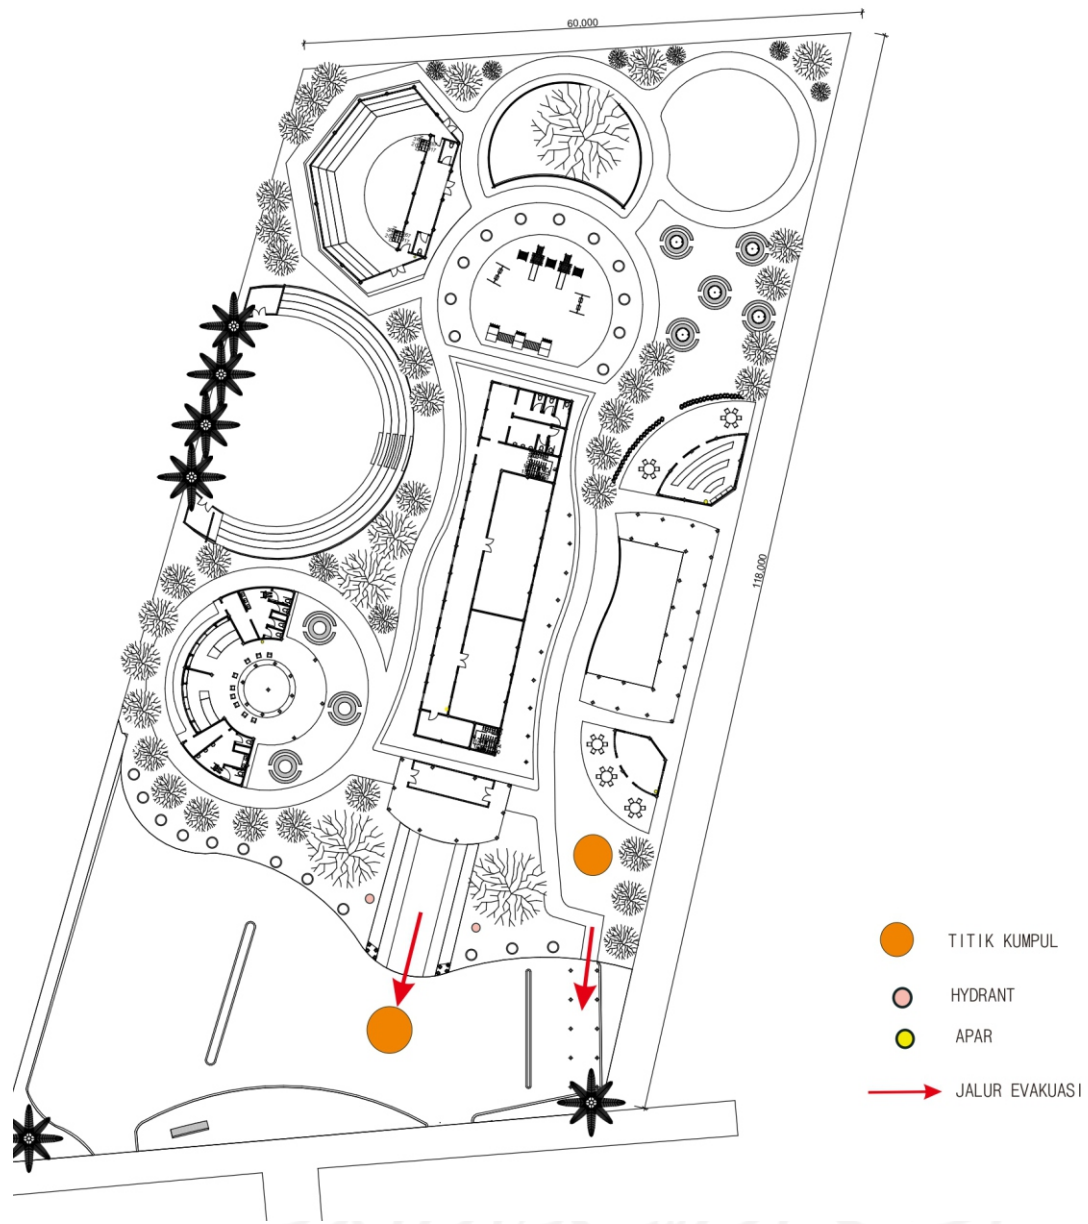 60.000
118.000
TITIK KUMPUL
HYDRANT
APAR
JALUR EVAKUASI